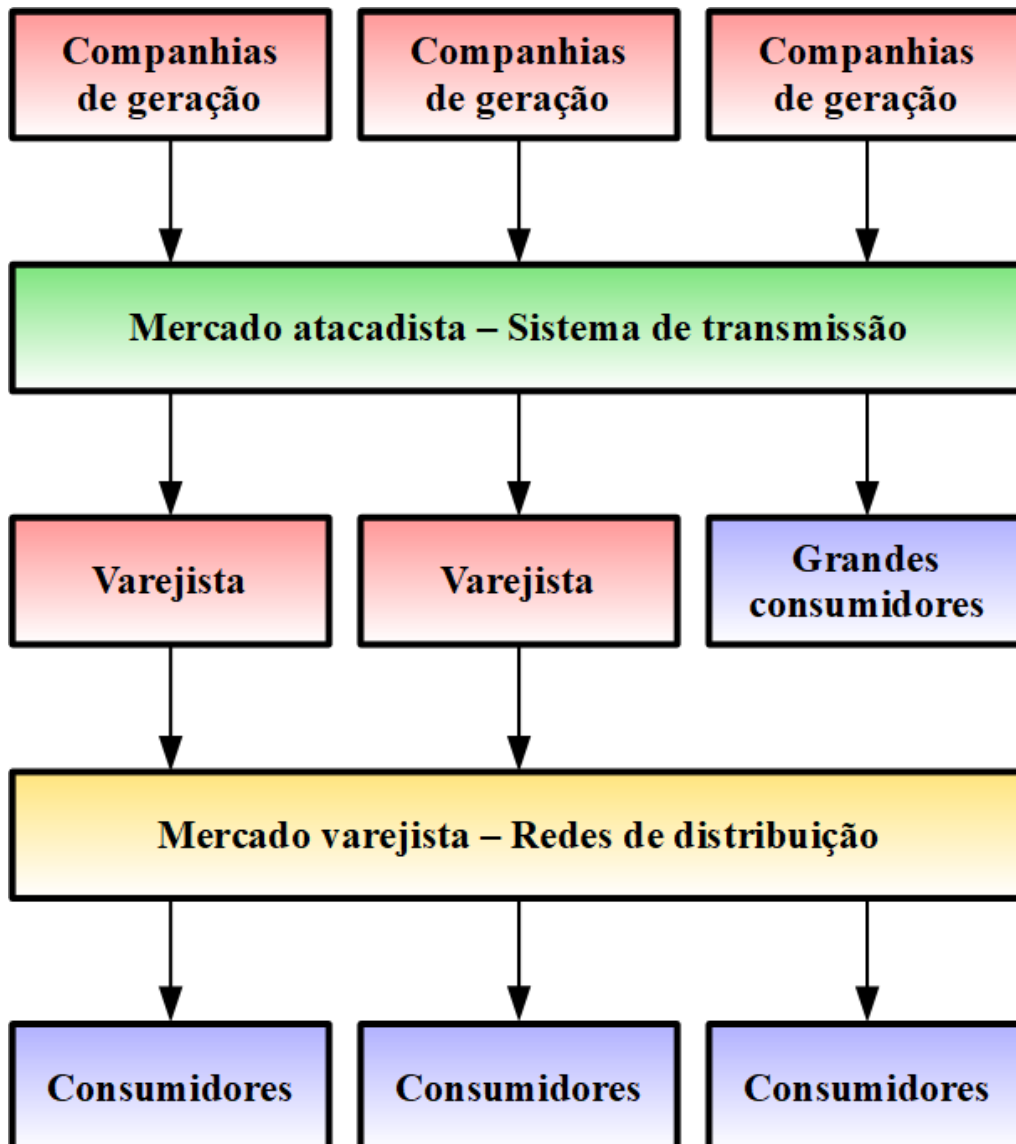 Companhias
de geração
Companhias
de geração
Companhias
de geração
Mercado atacadista – Sistema de transmissão
Varejista
Varejista
Grandes
consumidores
Mercado varejista – Redes de distribuição
Consumidores
Consumidores
Consumidores